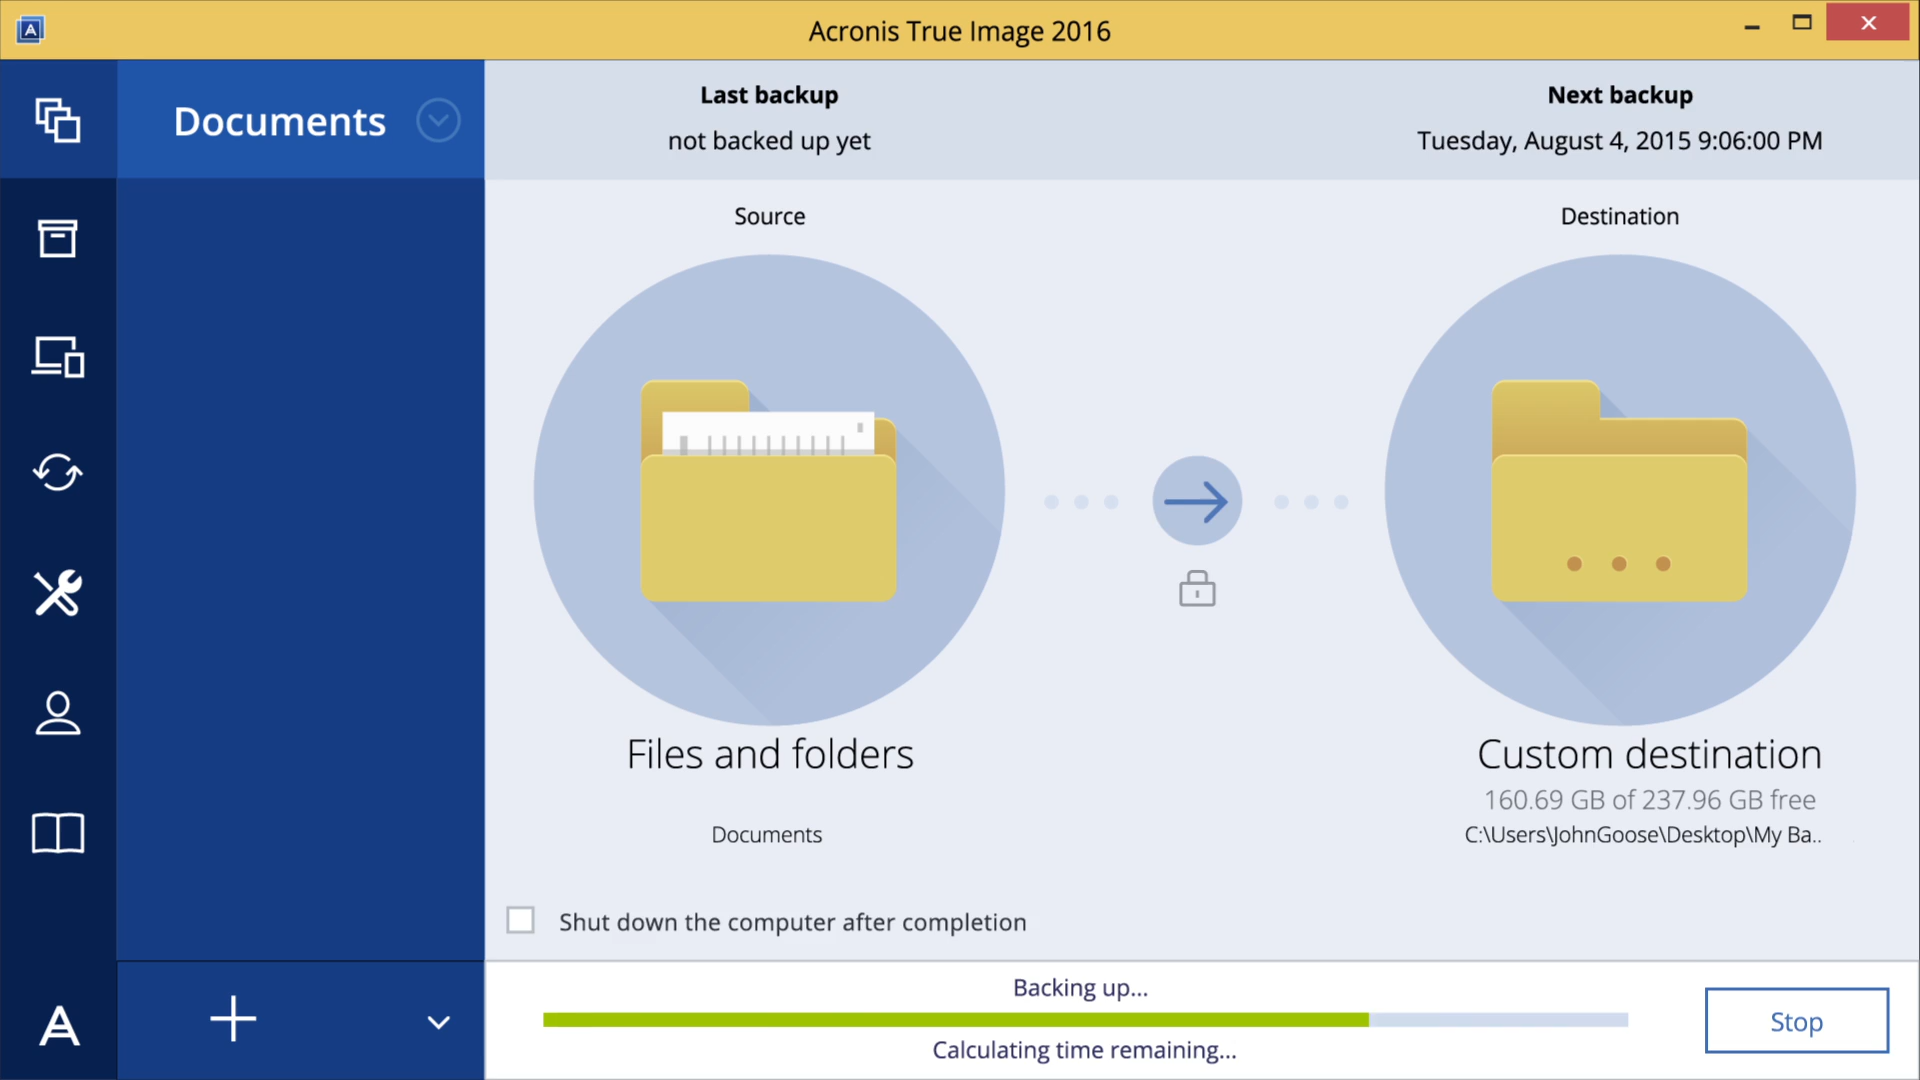 Acronis True Image 2016
Documents
Last backup
not backed up yet
Next backup
Tuesday, August 4, 2015 9:06:00 PM
Source
Destination
Files and folders
Documents
Custom destination
160.69 GB of 237.96 GB free
C:\Users\JohnGoose\Desktop\My Ba..
Shut down the computer after completion
Backing up...
Calculating time remaining...
Stop